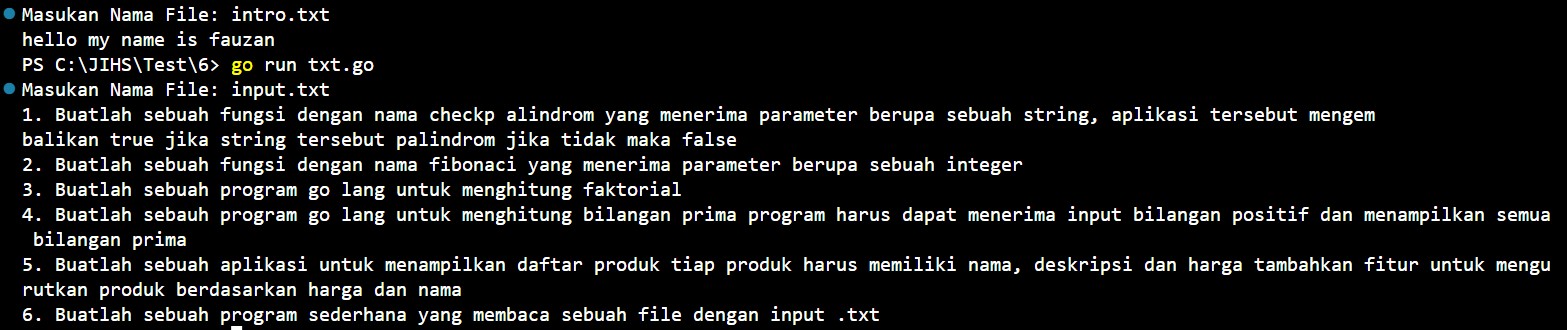 Masukan Nama File: intro.txt
hello my name is fauzan
PS C:\JIHS\Test\6> go run txt.go
Masukan Nama File: input.txt
1. Buatlah sebuah fungsi dengan nama checkp alindrom yang menerima parameter berupa sebuah string, aplikasi tersebut mengem
balikan true jika string tersebut palindrom jika tidak maka false
2. Buatlah sebuah fungsi dengan nama fibonaci yang menerima parameter berupa sebuah integer
3. Buatlah sebuah program go lang untuk menghitung faktorial
4. Buatlah sebauh program go lang untuk menghitung bilangan prima program harus dapat menerima input bilangan positif dan menampilkan semua
bilangan prima
5. Buatlah sebuah aplikasi untuk menampilkan daftar produk tiap produk harus memiliki nama, deskripsi dan harga tambahkan fitur untuk mengu
rutkan produk berdasarkan harga dan nama
6. Buatlah sebuah program sederhana yang membaca sebuah file dengan input .txt